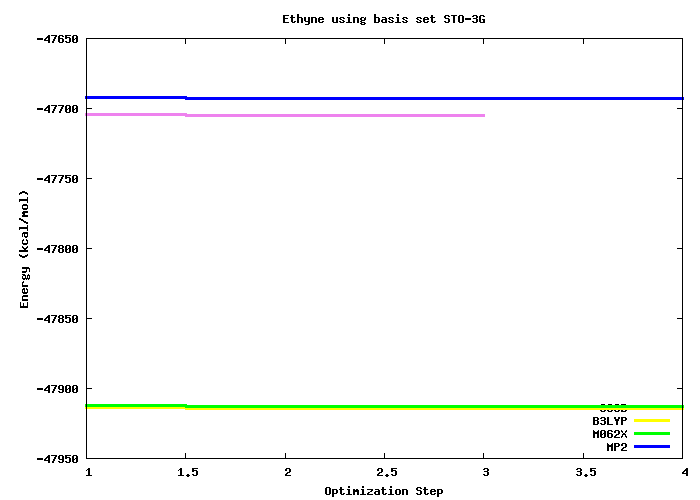 Ethyne using basis set STO-3G
-47650
-47700
-47750
-47800
-47850
-47900
-47950
Energy (kcal/mol)
B3LYP
M062X
MP2
1 1.5 2 2.5 3 3.5 4
Optimization Step